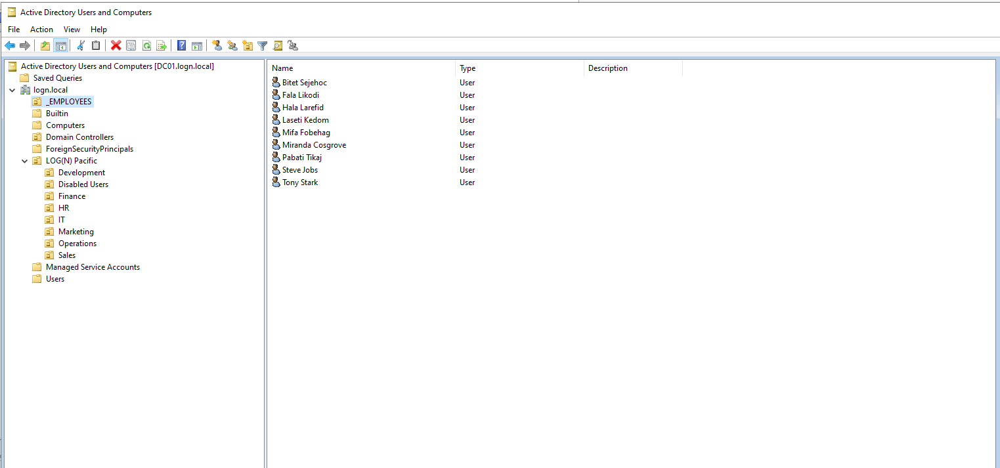 Active Directory Users and Computers
File Action View Help
Active Directory Users and Computers [DC01.logn.local]
Saved Queries
logn.local
_EMPLOYEES
Builtin
Computers
Domain Controllers
ForeignSecurityPrincipals
LOG(N) Pacific
Development
Disabled Users
Finance
HR
IT
Marketing
Operations
Sales
Managed Service Accounts
Users
Name Type Description
Bitet Sejehoc User
Fala Likodi User
Hala Larefid User
Laseti Kedom User
Mifa Fobehag User
Miranda Cosgrove User
Pabati Tikaj User
Steve Jobs User
Tony Stark User